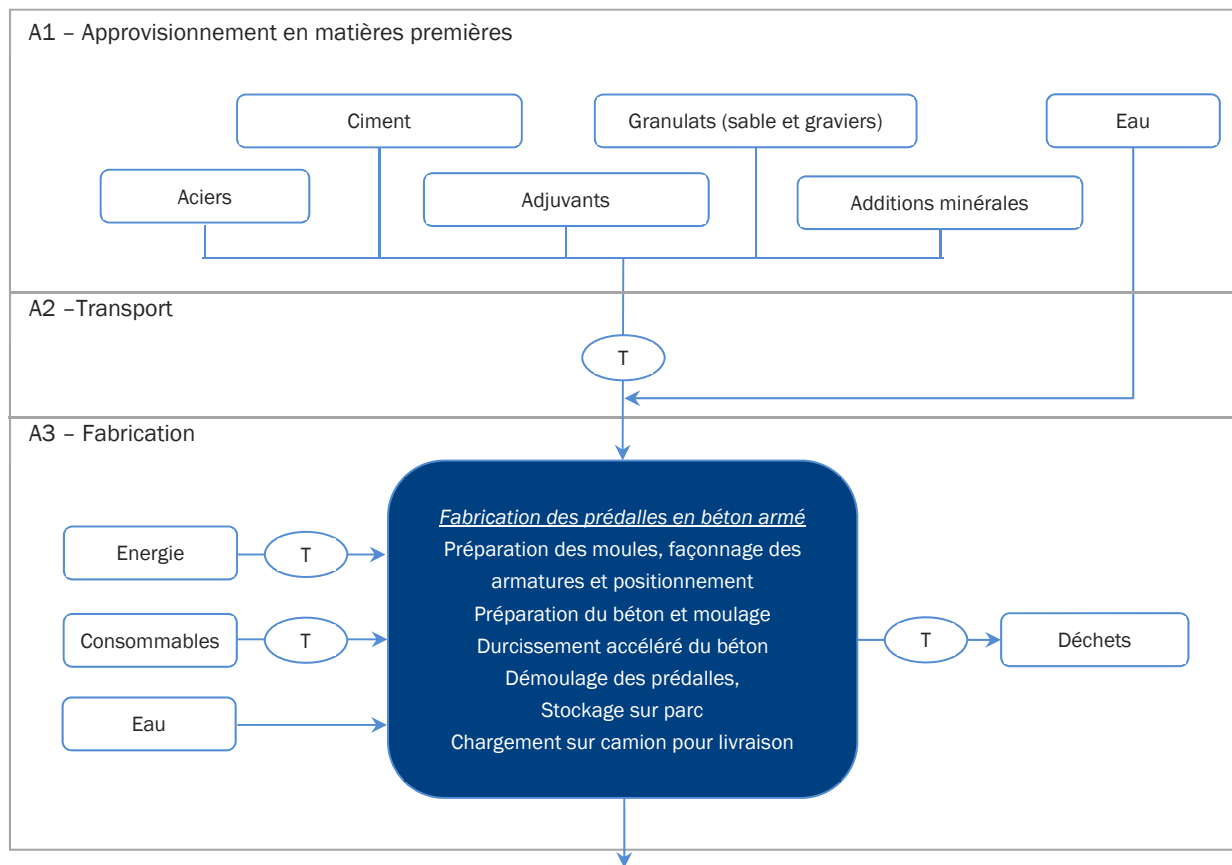 A1 – Approvisionnement en matières premières
Ciment
Granulats (sable et graviers)
Eau
Aciers
Adjuvants
Additions minérales
A2 –Transport
T
A3 – Fabrication
Fabrication des prédalles en béton armé
Préparation des moules, façonnage des
armatures et positionnement
Préparation du béton et moulage
Durcissement accéléré du béton
Démoulage des prédalles,
Stockage sur parc
Chargement sur camion pour livraison
Energie
T
Consommables
T
Eau
T
Déchets